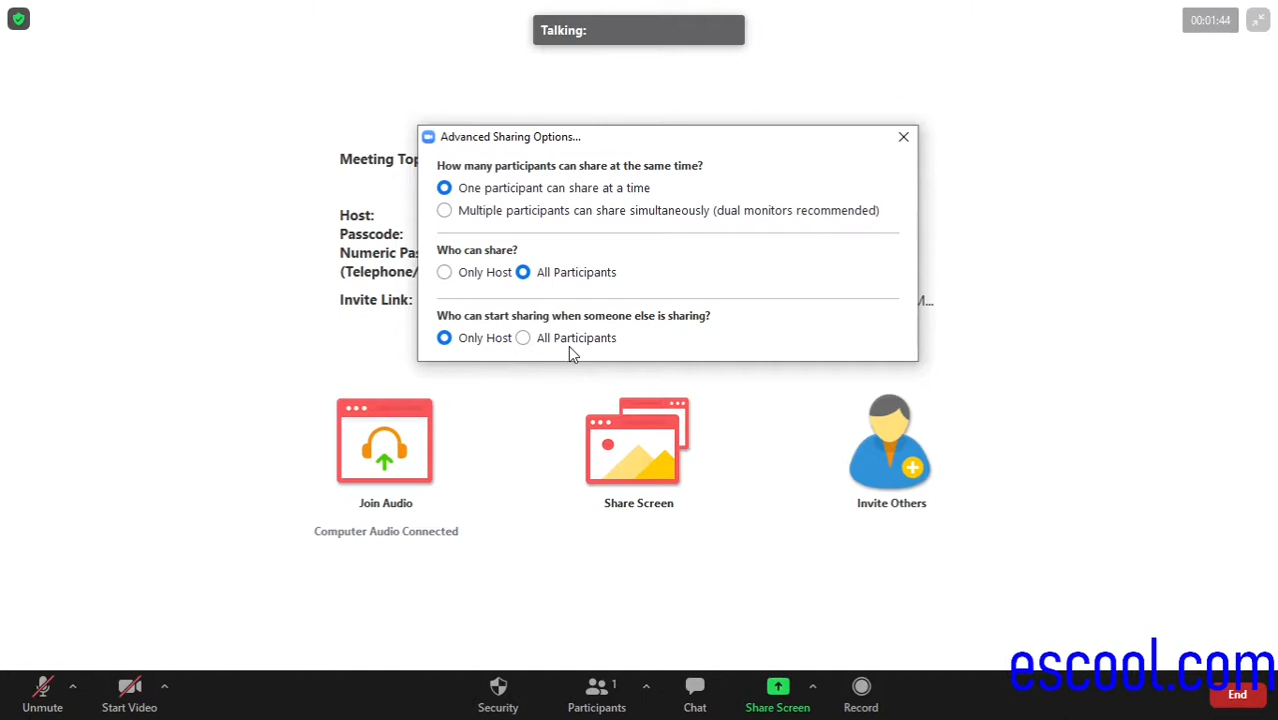 Talking:
00:01:44
Advanced Sharing Options...
How many participants can share at the same time?
One participant can share at a time
Multiple participants can share simultaneously (dual monitors recommended)
Who can share?
Only Host All Participants
Who can start sharing when someone else is sharing?
Only Host All Participants
Meeting Top
Host:
Passcode:
Numeric Pas
(Telephone/
Invite Link:
M...
Join Audio
Computer Audio Connected
Share Screen
Invite Others
escool.com
Unmute
Start Video
Security
1
Participants
Chat
Share Screen
Record
End